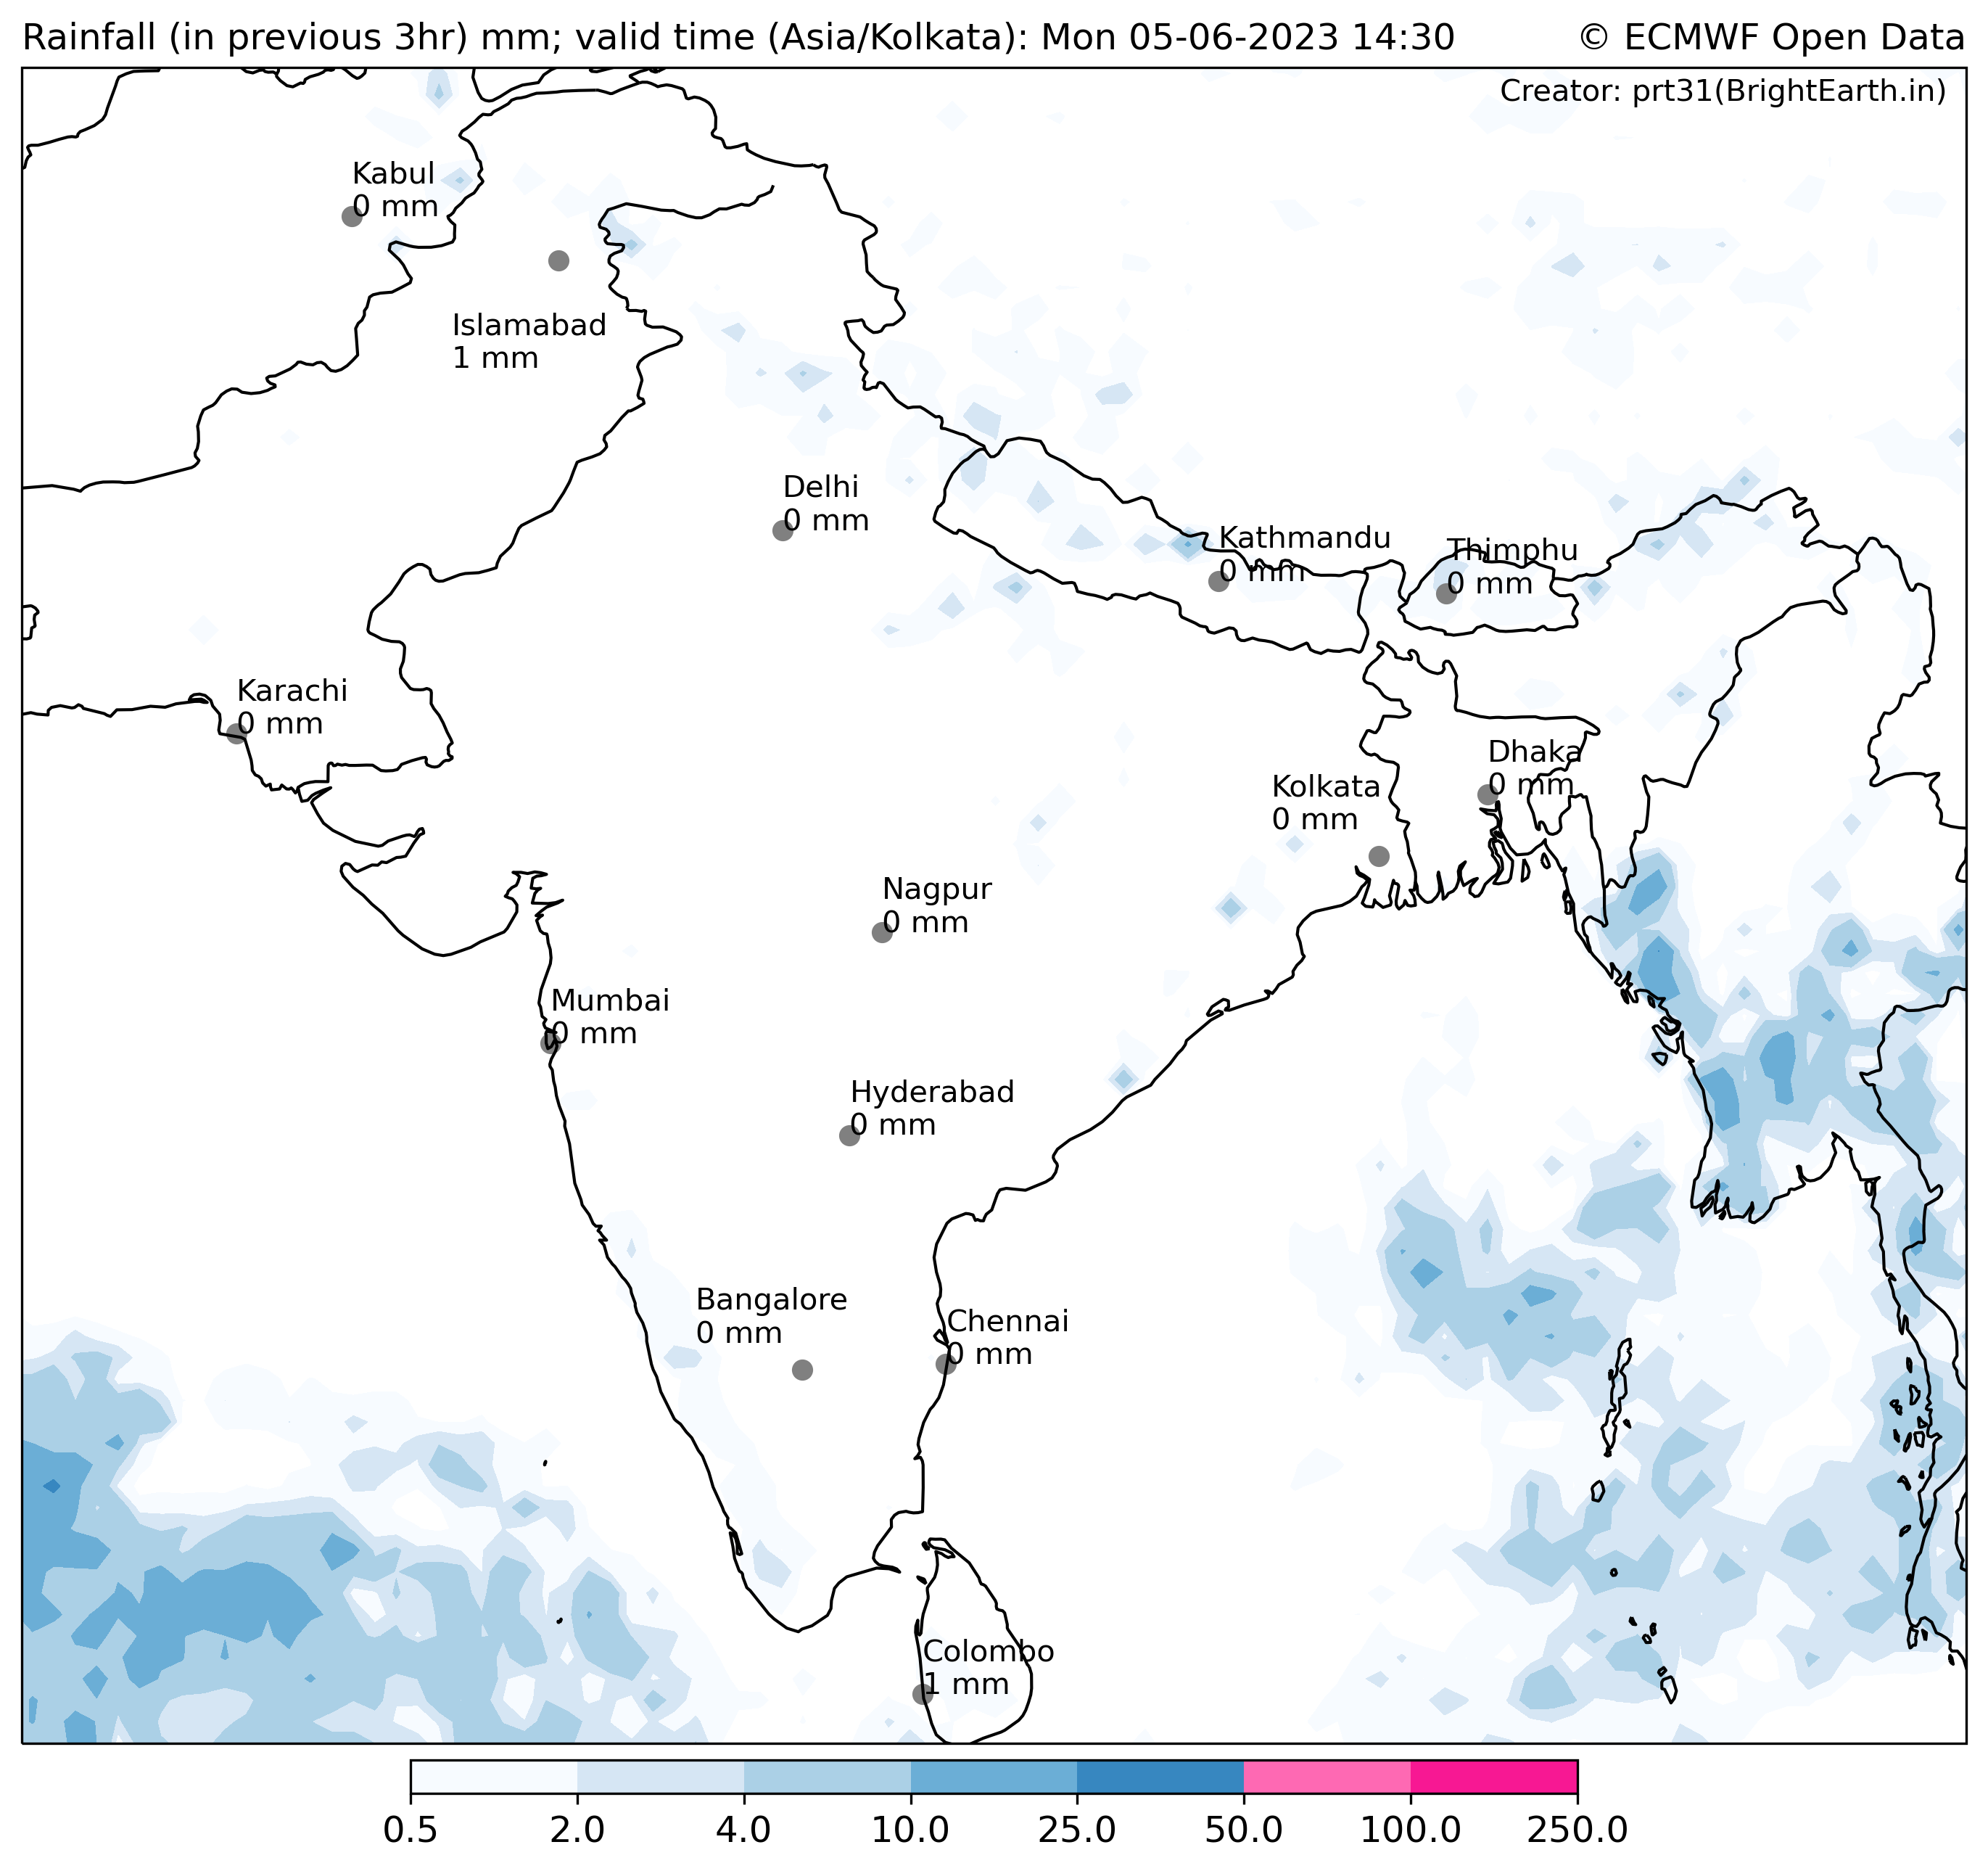 Rainfall (in previous 3hr) mm; valid time (Asia/Kolkata): Mon 05-06-2023 14:30
© ECMWF Open Data
Creator: prt31(BrightEarth.in)
Kabul
0 mm
Islamabad
1 mm
Delhi
0 mm
Kathmandu
0 mm
Thimphu
0 mm
Karachi
0 mm
Dhaka
0 mm
Kolkata
0 mm
Nagpur
0 mm
Mumbai
0 mm
Hyderabad
0 mm
Bangalore
0 mm
Chennai
0 mm
Colombo
1 mm
0.5 2.0 4.0 10.0 25.0 50.0 100.0 250.0